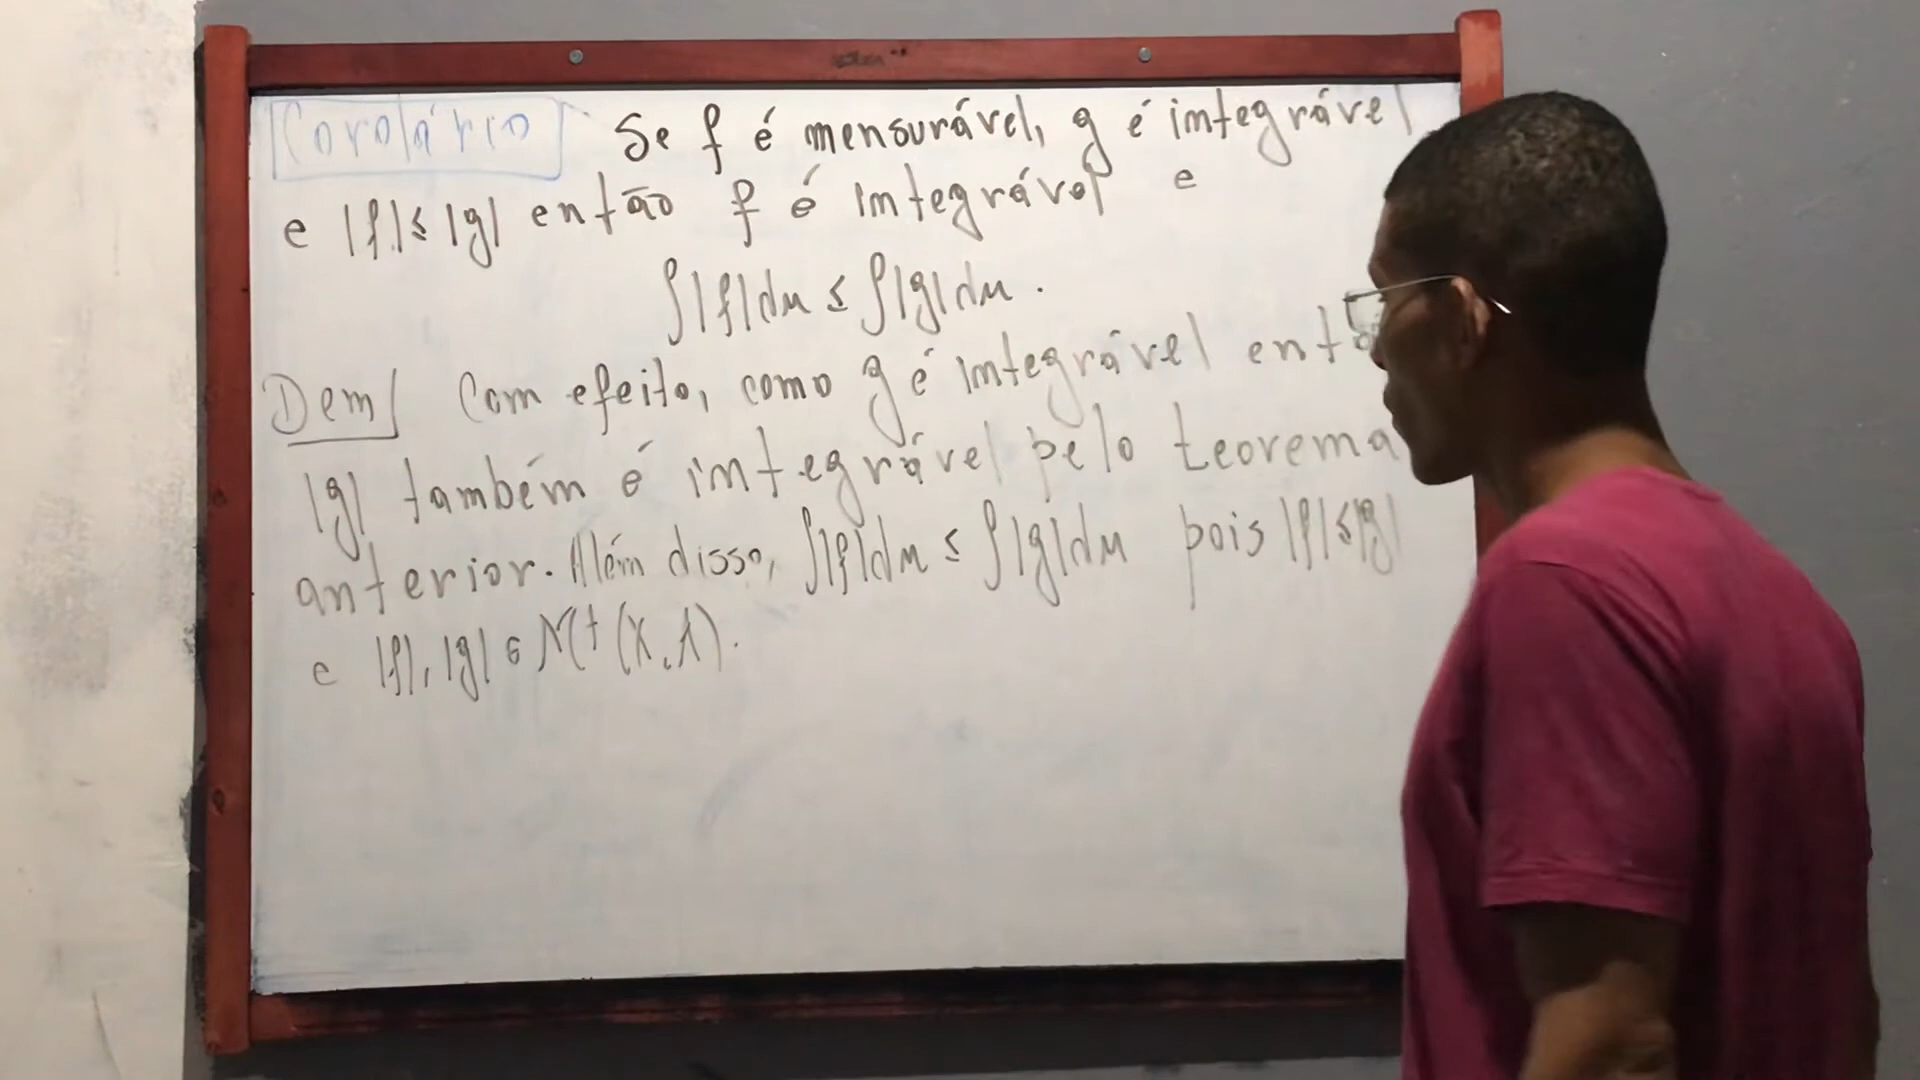 Corolário Se f é mensurável, g é integrável
e |f| ≤ |g| então f é integrável e
∫|f|dμ ≤ ∫|g|dμ.
Dem/ Com efeito, como g é integrável então
|g| também é integrável pelo teorema
anterior. Além disso, ∫|f|dμ ≤ ∫|g|dμ pois |f| ≤ |g|
e |f|, |g| ∈ M⁺(X, A).